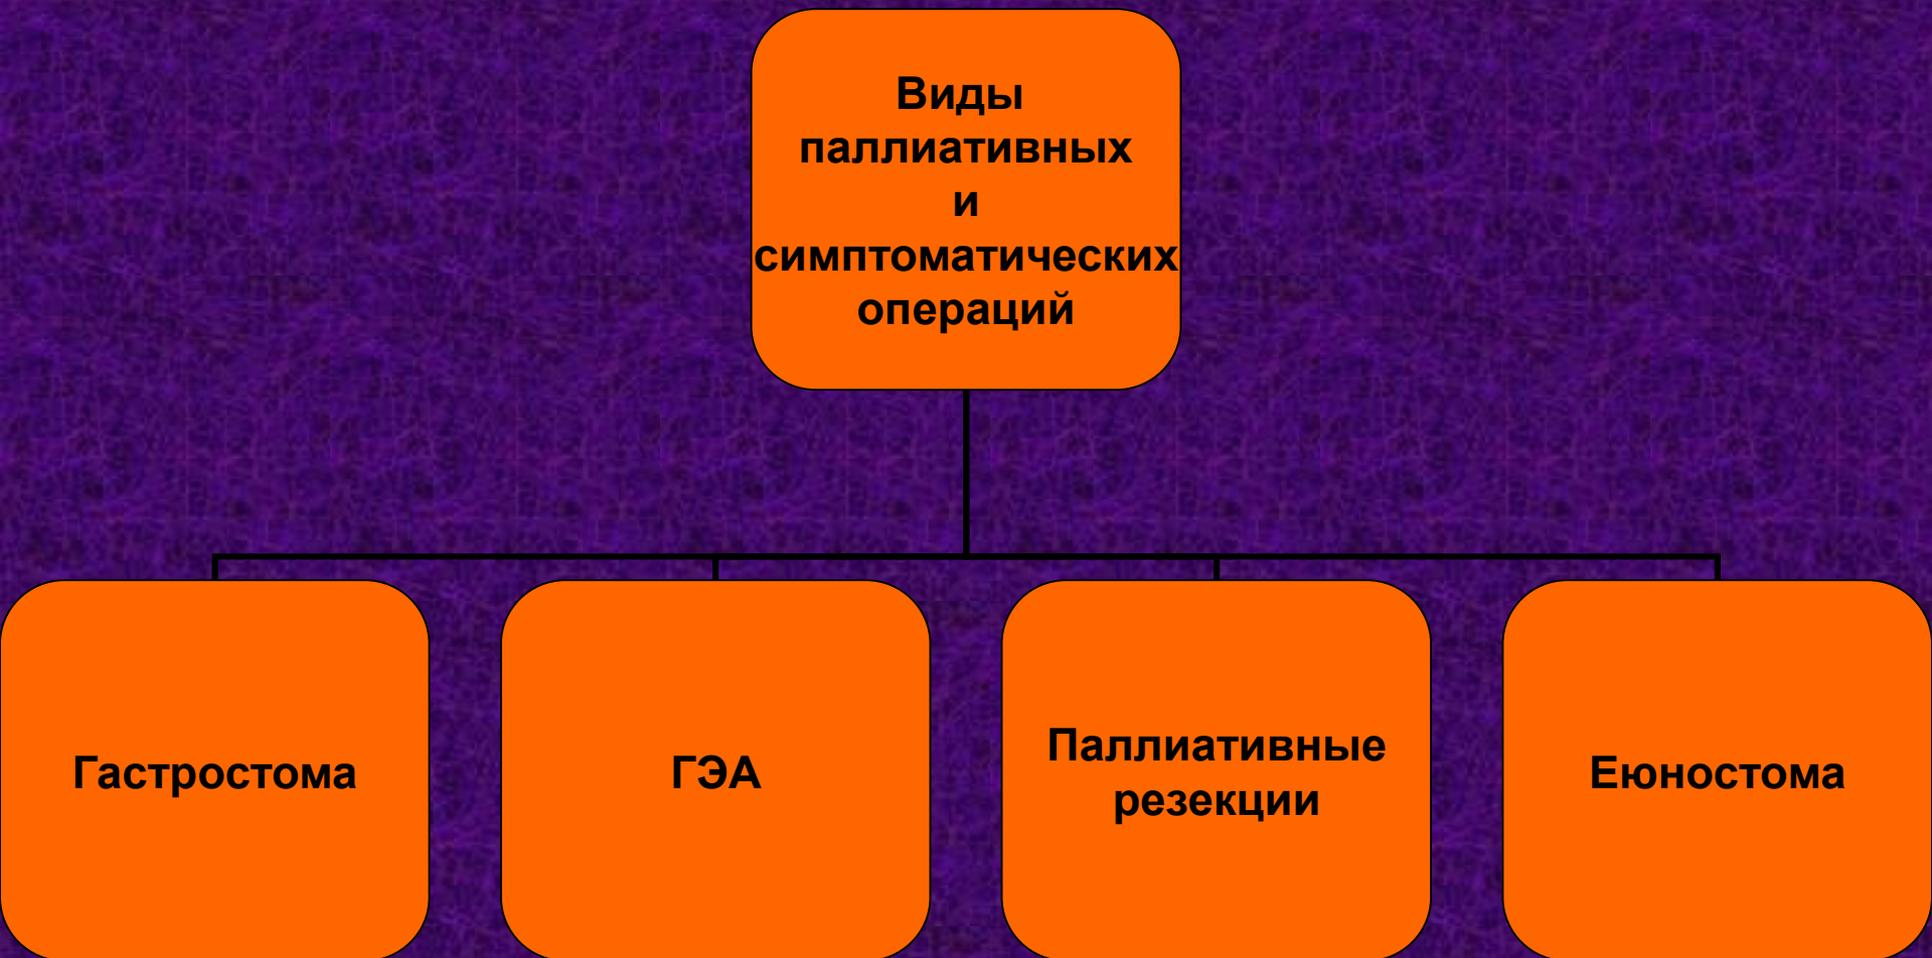 Виды
паллиативных
и
симптоматических
операций
Гастростома
ГЭА
Паллиативные
резекции
Еюностома